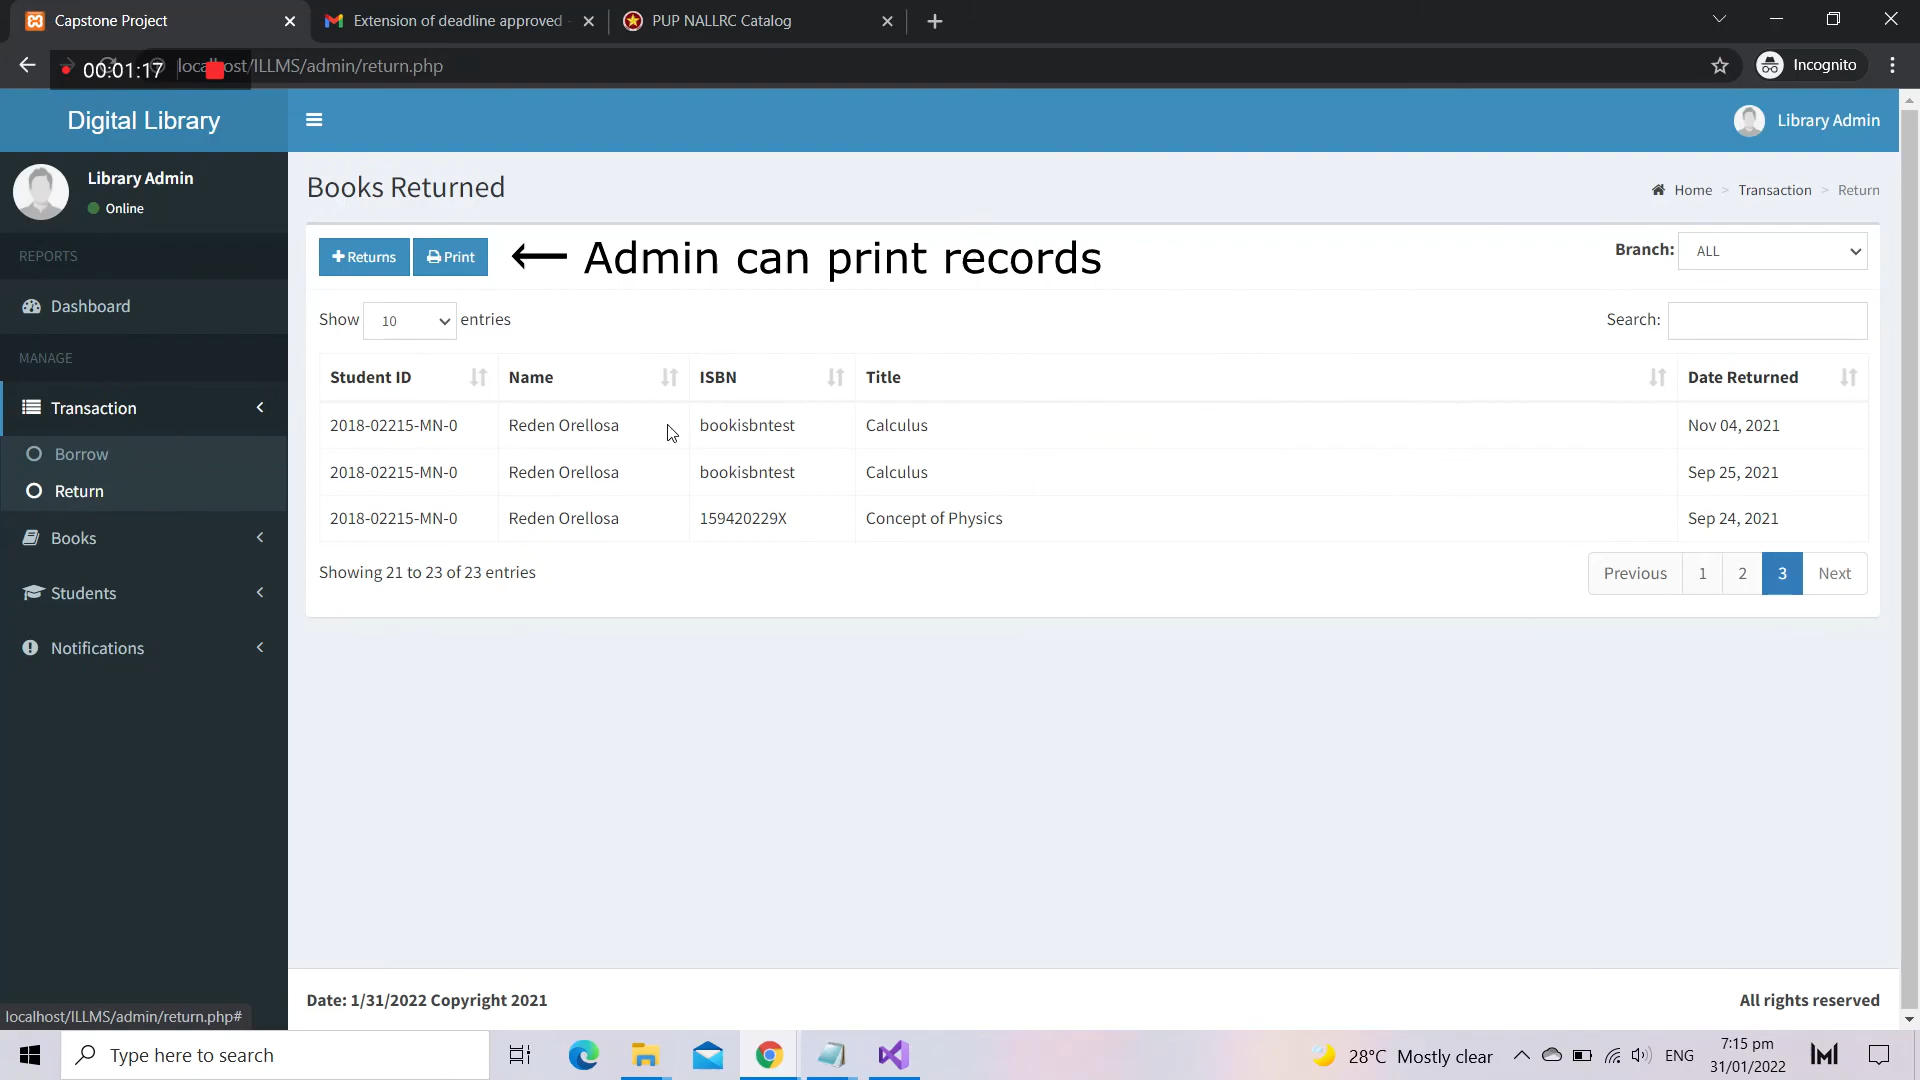 Capstone Project
Extension of deadline approved
PUP NALLRC Catalog
00:01:17
localhost/ILLMS/admin/return.php
Incognito
Digital Library
Library Admin
Library Admin
Online
Books Returned
Home > Transaction > Return
REPORTS
Returns
Print
← Admin can print records
Branch: ALL
Dashboard
Show 10 entries
Search:
MANAGE
Student ID Name ISBN Title Date Returned
Transaction
2018-02215-MN-0 Reden Orellosa bookisbntest Calculus Nov 04, 2021
Borrow
2018-02215-MN-0 Reden Orellosa bookisbntest Calculus Sep 25, 2021
Return
2018-02215-MN-0 Reden Orellosa 159420229X Concept of Physics Sep 24, 2021
Books
Showing 21 to 23 of 23 entries
Previous 1 2 3 Next
Students
Notifications
Date: 1/31/2022 Copyright 2021
All rights reserved
localhost/ILLMS/admin/return.php#
Type here to search
28°C Mostly clear
ENG
7:15 pm
31/01/2022